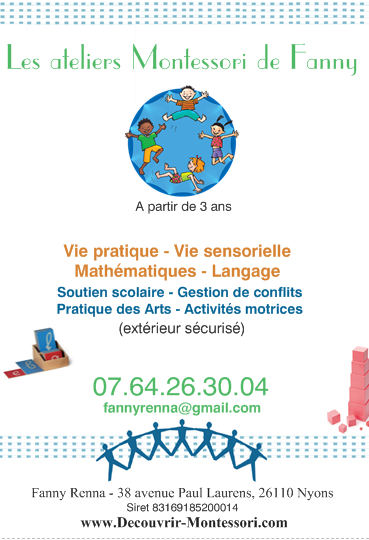 Les ateliers Montessori de Fanny
A partir de 3 ans
Vie pratique - Vie sensorielle
Mathématiques - Langage
Soutien scolaire - Gestion de conflits
Pratique des Arts - Activités motrices
(extérieur sécurisé)
07.64.26.30.04
fannyrenna@gmail.com
Fanny Renna - 38 avenue Paul Laurens, 26110 Nyons
Siret 83169185200014
www.Decouvrir-Montessori.com